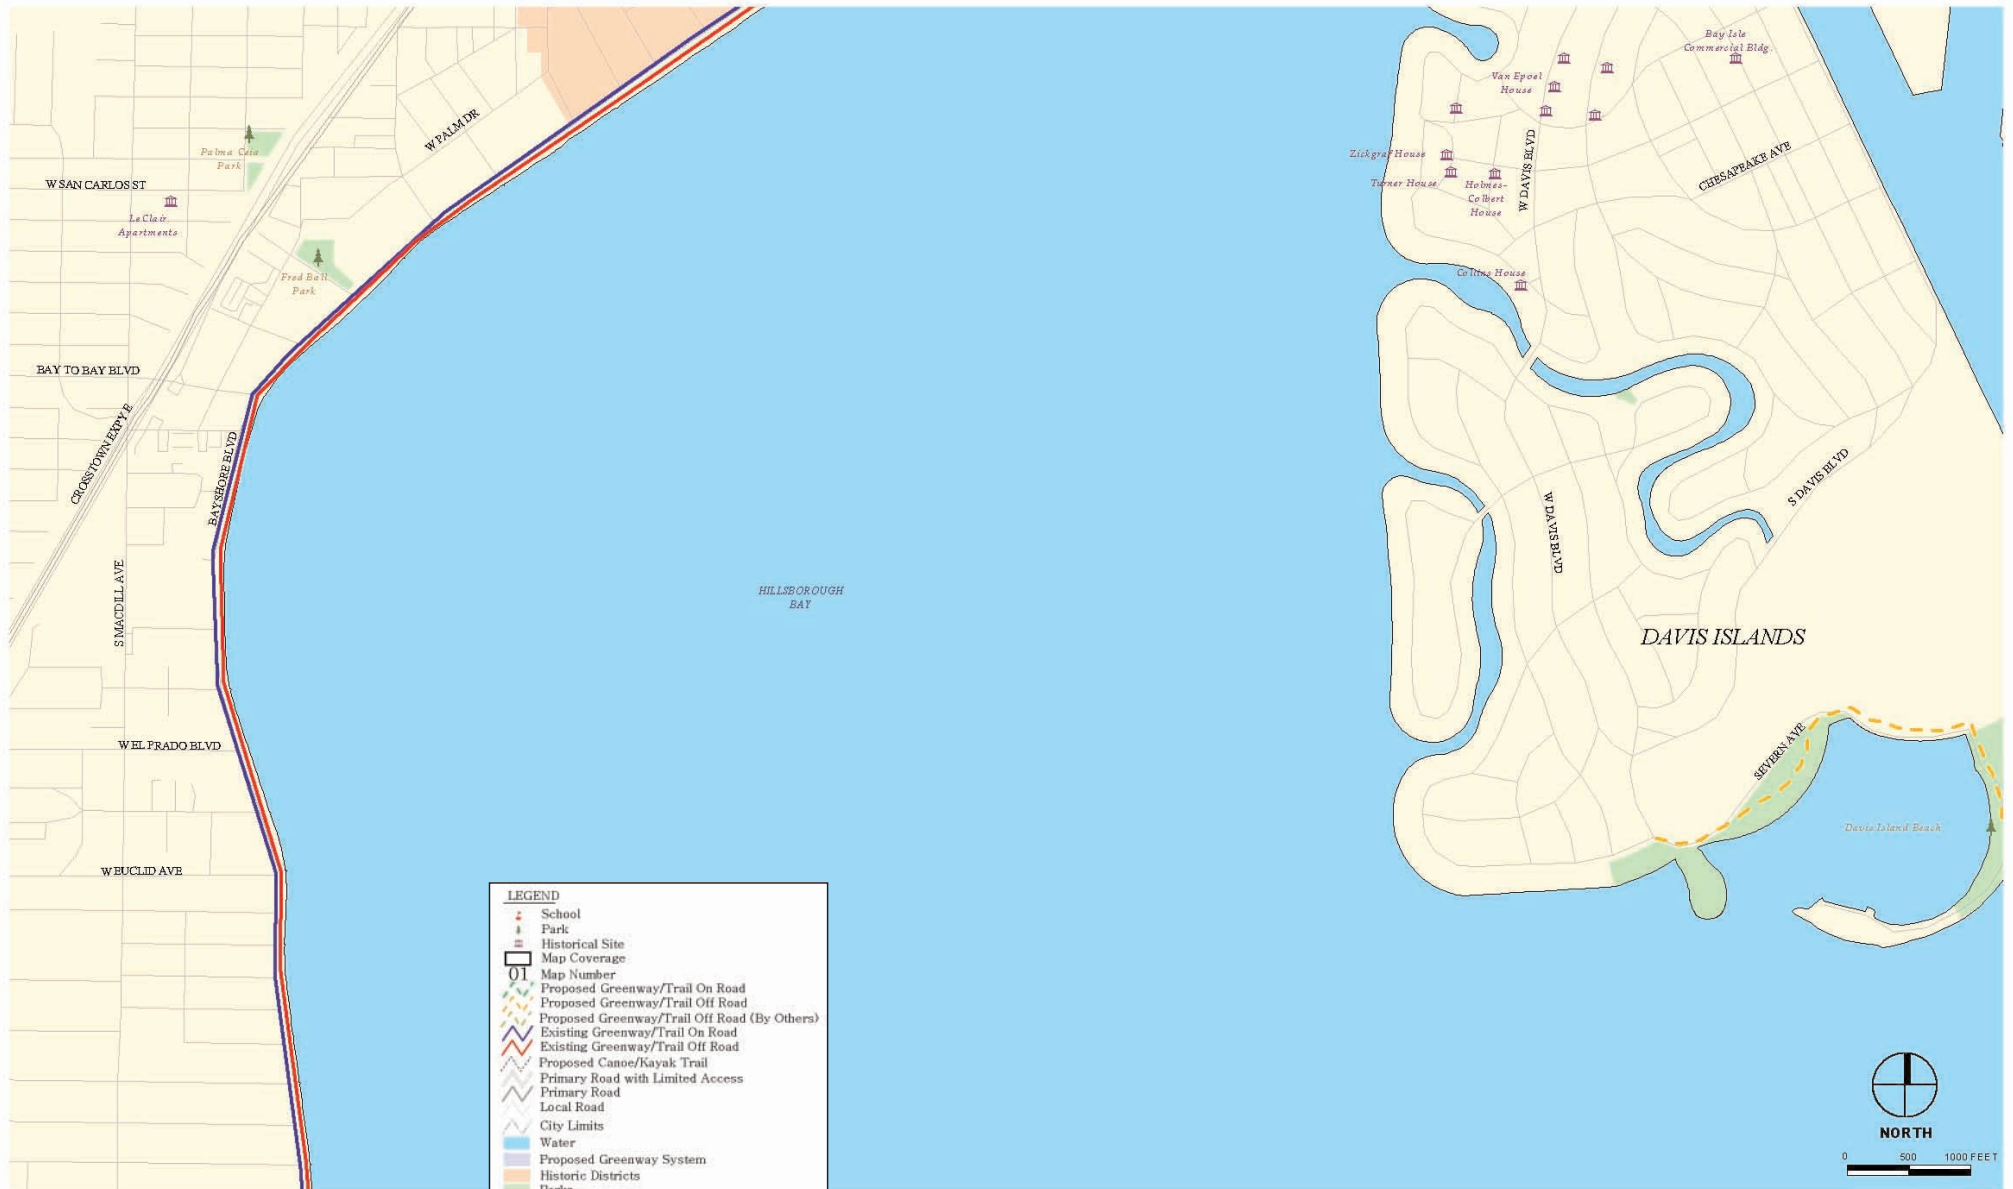 Bay Isle
Commercial Bldg
Van Epoel
House
W PALM DR
Palma Ceia
Park
Zickgraf House
CHESAPEAKE AVE
W DAVIS BLVD
W SAN CARLOS ST
Turner House
Holmes-
Colbert
House
LeClair
Apartments
Collins House
Fred Ball
Park
BAY TO BAY BLVD
CROSSTOWN EXPY E
BAYSHORE BLVD
S DAVIS BLVD
W DAVIS BLVD
S MACDILL AVE
HILLSBOROUGH
BAY
DAVIS ISLANDS
W EL PRADO BLVD
SEVERN AVE
Davis Island Beach
W EUCLID AVE
LEGEND
School
Park
Historical Site
Map Coverage
01 Map Number
Proposed Greenway/Trail On Road
Proposed Greenway/Trail Off Road
Proposed Greenway/Trail Off Road (By Others)
Existing Greenway/Trail On Road
Existing Greenway/Trail Off Road
Proposed Canoe/Kayak Trail
Primary Road with Limited Access
Primary Road
Local Road
City Limits
Water
Proposed Greenway System
Historic Districts
Parks
NORTH
0 500 1000 FEET